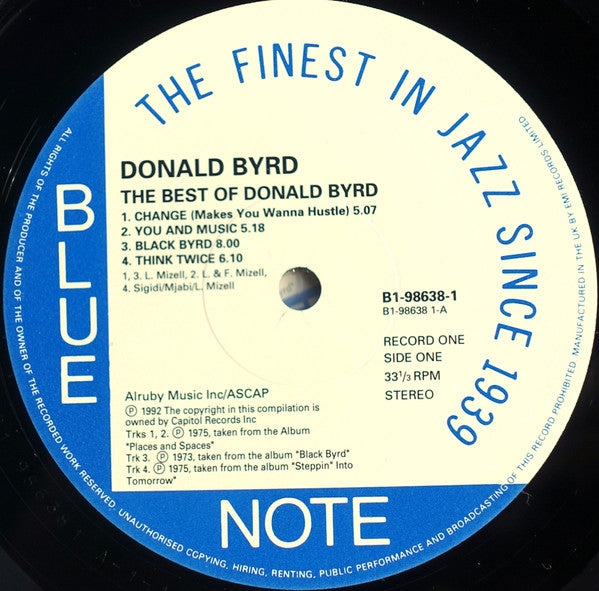 THE FINEST IN JAZZ SINCE 1939
DONALD BYRD
THE BEST OF DONALD BYRD
1. CHANGE (Makes You Wanna Hustle) 5.07
2. YOU AND MUSIC 5.18
3. BLACK BYRD 8.00
4. THINK TWICE 6.10
1, 3. L. Mizell, 2. L. & F. Mizell,
4. Sigidi/Mjabi/L. Mizell
B1-98638-1
B1-98638 1-A
RECORD ONE
SIDE ONE
33 1/3 RPM
STEREO
Alruby Music Inc/ASCAP
Ⓟ 1992 The copyright in this compilation is
owned by Capitol Records Inc
Trks 1, 2. Ⓟ 1975, taken from the Album
"Places and Spaces"
Trk 3. Ⓟ 1973, taken from the album "Black Byrd"
Trk 4. Ⓟ 1975, taken from the album "Steppin" Into
Tomorrow"
BLUE
NOTE
ALL RIGHTS OF THE PRODUCER AND OF THE OWNER OF THE RECORDED WORK RESERVED. UNAUTHORISED COPYING, HIRING, RENTING, PUBLIC PERFORMANCE AND BROADCASTING OF THIS RECORD PROHIBITED. MANUFACTURED IN THE UK BY EMI RECORDS LIMITED